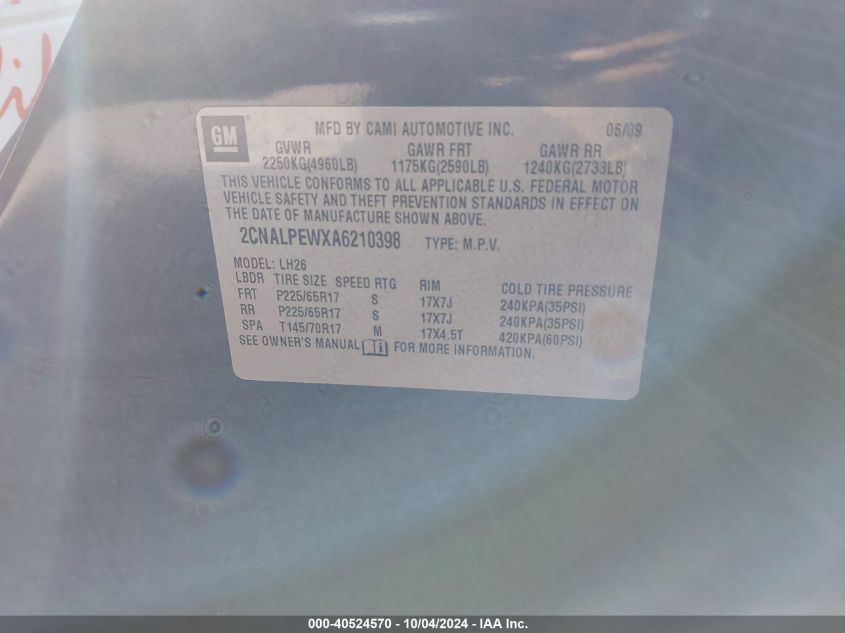 GM
MFD BY CAMI AUTOMOTIVE INC. 06/09
GVWR GAWR FRT GAWR RR
2250KG(4960LB) 1175KG(2590LB) 1240KG(2733LB)
THIS VEHICLE CONFORMS TO ALL APPLICABLE U.S. FEDERAL MOTOR
VEHICLE SAFETY AND THEFT PREVENTION STANDARDS IN EFFECT ON
THE DATE OF MANUFACTURE SHOWN ABOVE.
2CNALPEWXA6210398 TYPE: M.P.V.
MODEL: LH26
LBDR TIRE SIZE SPEED RTG RIM COLD TIRE PRESSURE
FRT P225/65R17 S 17X7J 240KPA(35PSI)
RR P225/65R17 S 17X7J 240KPA(35PSI)
SPA T145/70R17 M 17X4.5T 420KPA(60PSI)
SEE OWNER'S MANUAL FOR MORE INFORMATION.
000-40524570 - 10/04/2024 - IAA Inc.